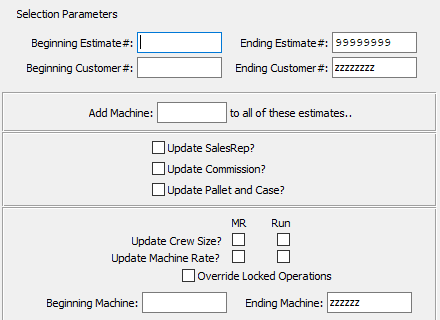 Selection Parameters
Beginning Estimate#: Ending Estimate#: 99999999
Beginning Customer#: Ending Customer#: zzzzzzzz
Add Machine: to all of these estimates..
Update SalesRep?
Update Commission?
Update Pallet and Case?
MR Run
Update Crew Size?
Update Machine Rate?
Override Locked Operations
Beginning Machine: Ending Machine: zzzzzz